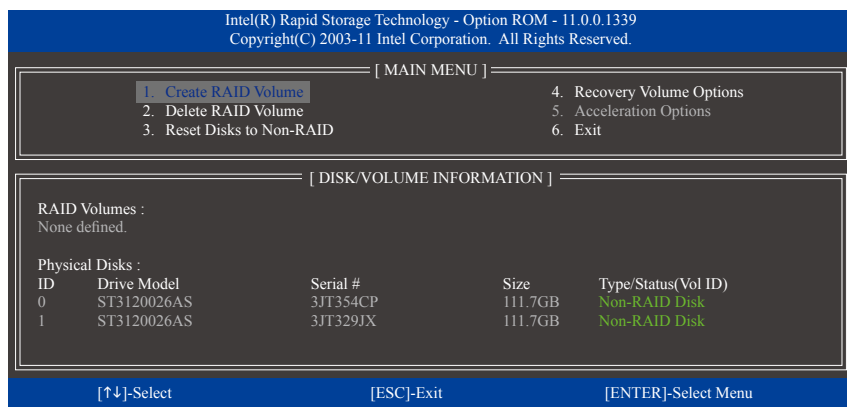 Intel(R) Rapid Storage Technology - Option ROM - 11.0.0.1339
Copyright(C) 2003-11 Intel Corporation. All Rights Reserved.
[ MAIN MENU ]
1. Create RAID Volume
2. Delete RAID Volume
3. Reset Disks to Non-RAID
4. Recovery Volume Options
5. Acceleration Options
6. Exit
[ DISK/VOLUME INFORMATION ]
RAID Volumes :
None defined.
Physical Disks :
ID Drive Model Serial # Size Type/Status(Vol ID)
0 ST3120026AS 3JT354CP 111.7GB Non-RAID Disk
1 ST3120026AS 3JT329JX 111.7GB Non-RAID Disk
[↑↓]-Select [ESC]-Exit [ENTER]-Select Menu